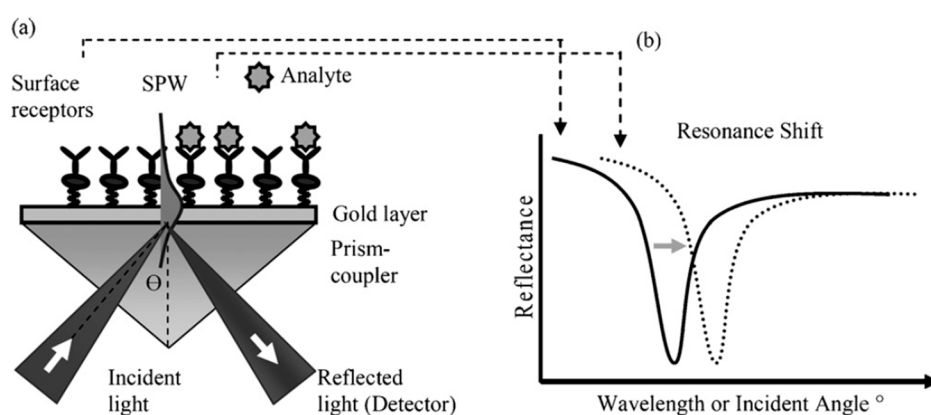 (a)
(b)
Surface
receptors
SPW
Analyte
Resonance Shift
Gold layer
Prism-
coupler
Θ
Incident
light
Reflected
light (Detector)
Reflectance
Wavelength or Incident Angle °